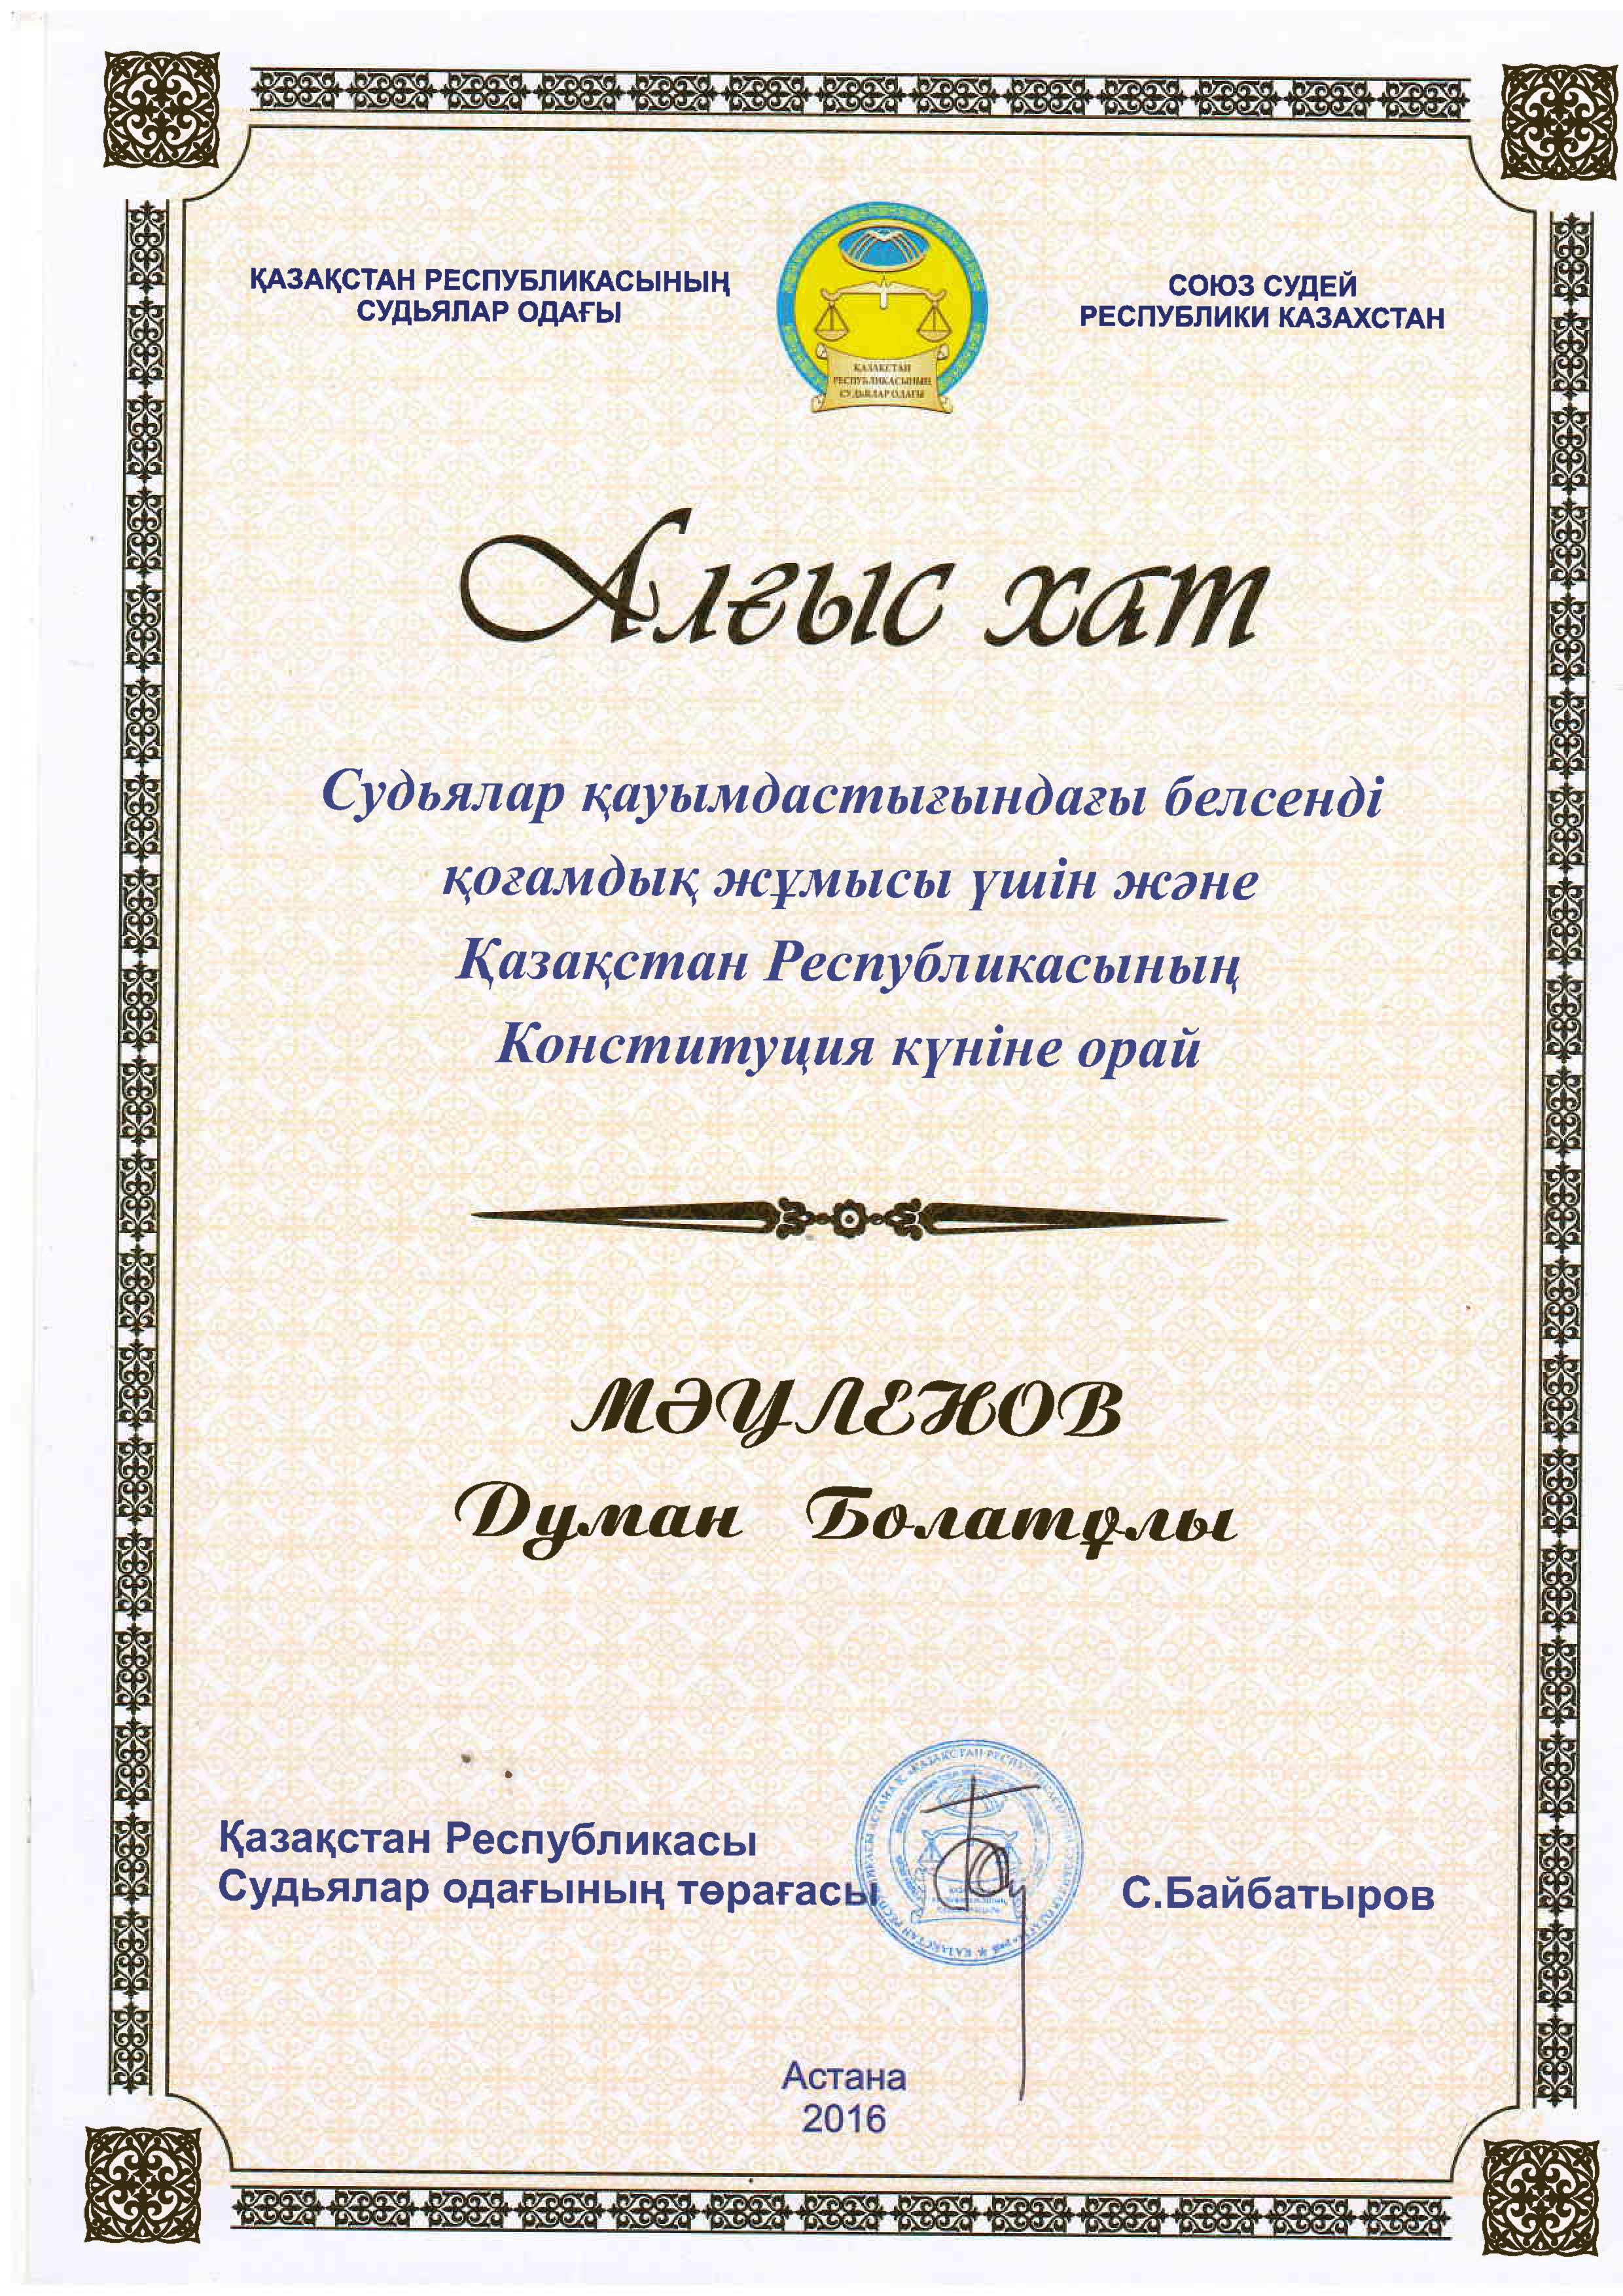 ҚАЗАҚСТАН РЕСПУБЛИКАСЫНЫҢ
СУДЬЯЛАР ОДАҒЫ
СОЮЗ СУДЕЙ
РЕСПУБЛИКИ КАЗАХСТАН
ҚАЗАҚСТАН
РЕСПУБЛИКАСЫНЫҢ
СУДЬЯЛАР ОДАҒЫ
Алғыс хат
Судьялар қауымдастығындағы белсенді
қоғамдық жұмысы үшін және
Қазақстан Республикасының
Конституция күніне орай
МӘУЛЕНОВ
Думан Болатұлы
Қазақстан Республикасы
Судьялар одағының төрағасы
С.Байбатыров
Астана
2016